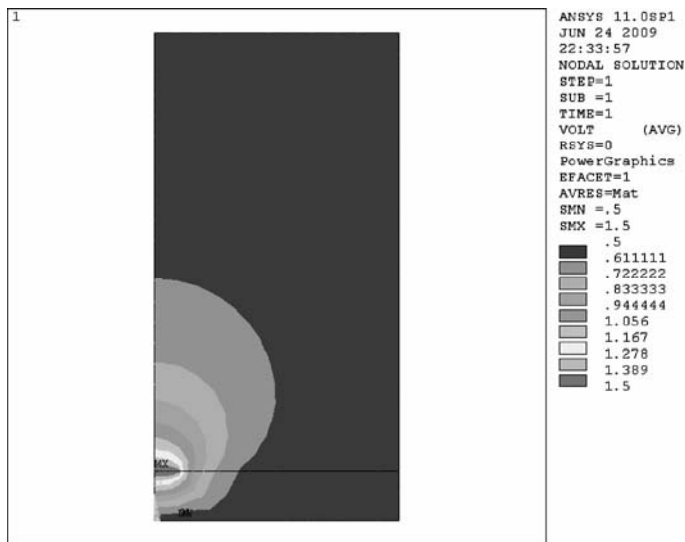 1
ANSYS 11.0SP1
JUN 24 2009
22:33:57
NODAL SOLUTION
STEP=1
SUB =1
TIME=1
VOLT (AVG)
RSYS=0
PowerGraphics
EFACET=1
AVRES=Mat
SMN =.5
SMX =1.5
.5
.611111
.722222
.833333
.944444
1.056
1.167
1.278
1.389
1.5
MX